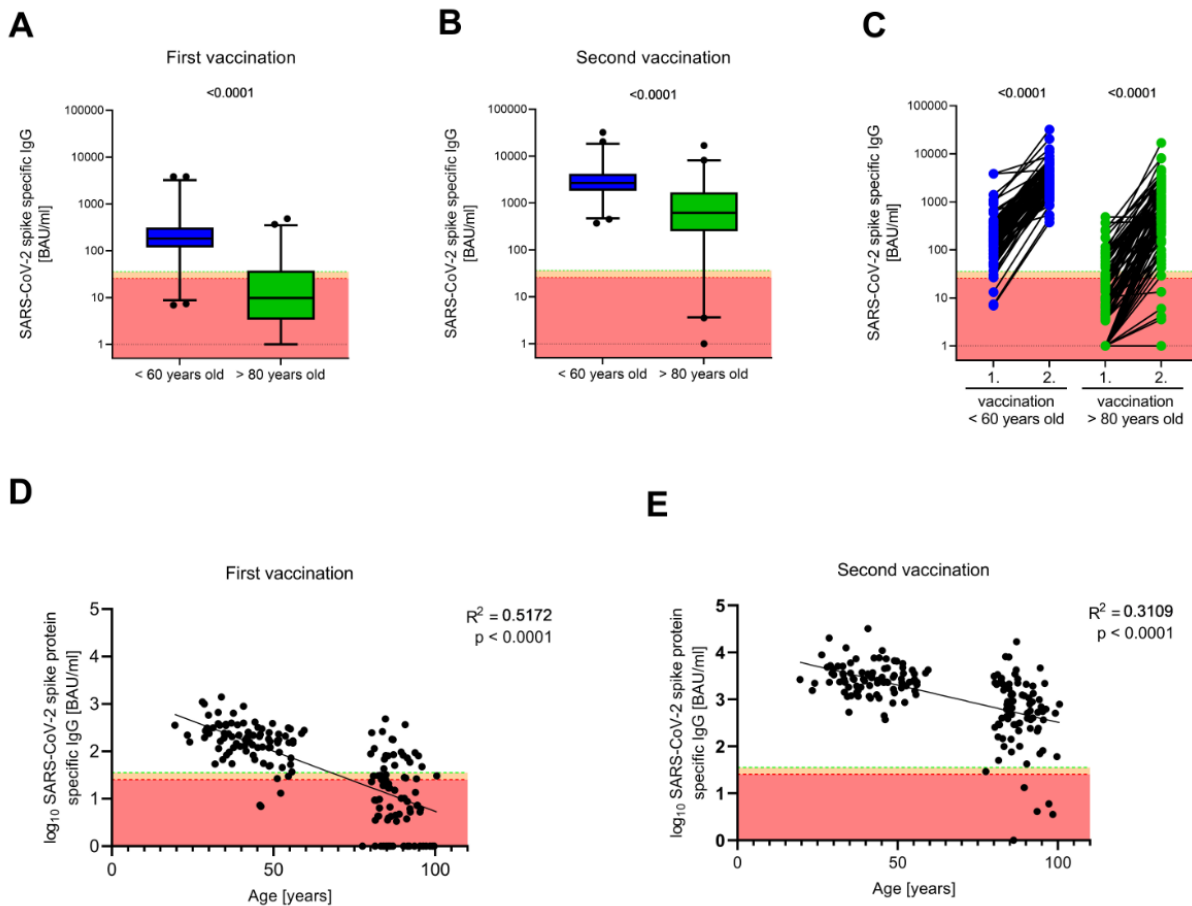 A
First vaccination
<0.0001
SARS-CoV-2 spike specific IgG
[BAU/ml]
100000
10000
1000
100
10
1
< 60 years old
> 80 years old
B
Second vaccination
<0.0001
SARS-CoV-2 spike specific IgG
[BAU/ml]
100000
10000
1000
100
10
1
< 60 years old
> 80 years old
C
<0.0001
<0.0001
SARS-CoV-2 spike specific IgG
[BAU/ml]
100000
10000
1000
100
10
1
1.
2.
1.
2.
vaccination
< 60 years old
vaccination
> 80 years old
D
First vaccination
R² = 0.5172
p < 0.0001
log₁₀ SARS-CoV-2 spike protein
specific IgG [BAU/ml]
5
4
3
2
1
0
0
50
100
Age [years]
E
Second vaccination
R² = 0.3109
p < 0.0001
log₁₀ SARS-CoV-2 spike protein
specific IgG [BAU/ml]
5
4
3
2
1
0
0
50
100
Age [years]